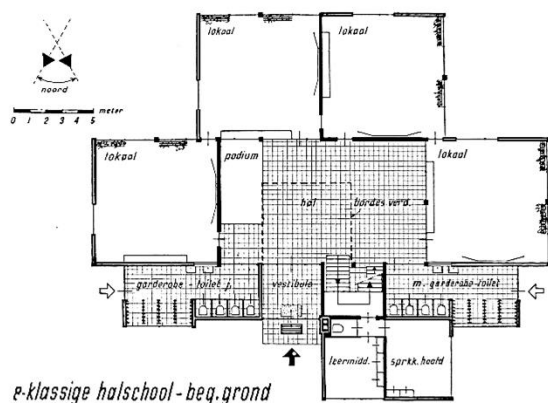 noord
0 1 2 3 4 5 meter
lokaal
lokaal
lokaal
podium
lokaal
hal
bordes verd.
garderobe - toilet j.
vestibule
m. garderobe-toilet
leermidd.
sprkk. hoofd
e-klassige halschool - beg. grond